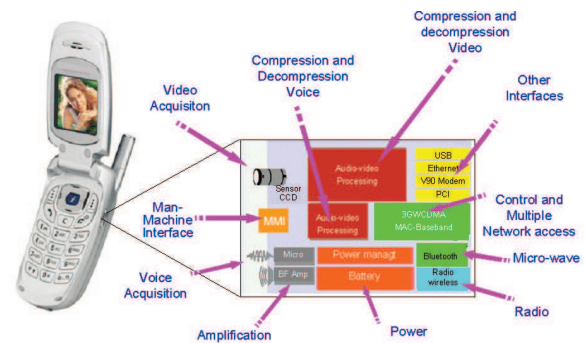 Compression and
decompression
Video
Compression and
Decompression
Voice
Video
Acquisiton
Other
Interfaces
Audio-video
Processing
USB
Ethernet
V90 Modem
PCI
Sensor
CCD
Man-
Machine
Interface
MMI
Audio-video
Processing
3GWCDMA
MAC-Baseband
Control and
Multiple
Network access
Voice
Acquisition
Micro
Power managt
Bluetooth
Micro-wave
BF Amp
Battery
Radio
wireless
Radio
Amplification
Power